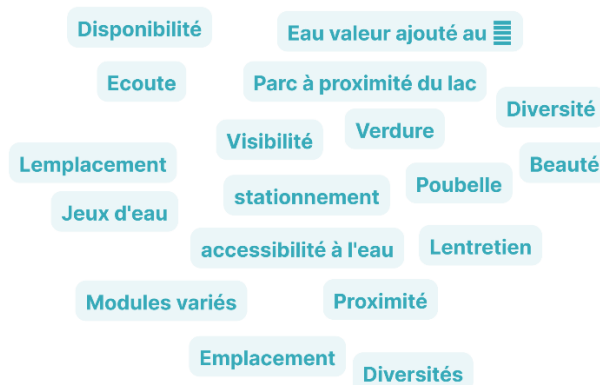 Disponibilité
Eau valeur ajouté au
Ecoute
Parc à proximité du lac
Diversité
Verdure
Visibilité
Lemplacement
Beauté
stationnement
Poubelle
Jeux d'eau
accessibilité à l'eau
Lentretien
Modules variés
Proximité
Emplacement
Diversités